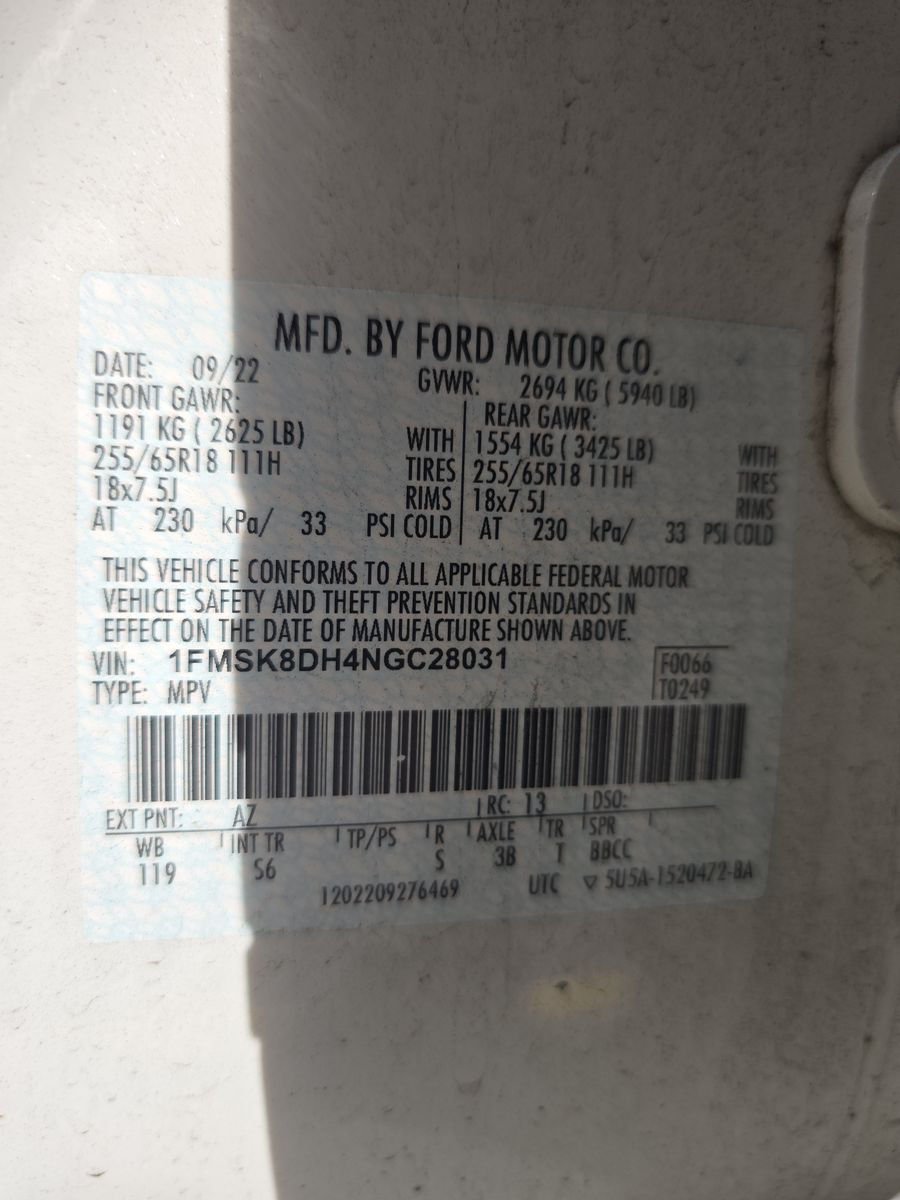 MFD. BY FORD MOTOR CO.
DATE: 09/22 GVWR: 2694 KG ( 5940 LB)
FRONT GAWR: REAR GAWR:
1191 KG ( 2625 LB) WITH 1554 KG ( 3425 LB) WITH
255/65R18 111H TIRES 255/65R18 111H TIRES
18x7.5J RIMS 18x7.5J RIMS
AT 230 kPa/ 33 PSI COLD AT 230 kPa/ 33 PSI COLD
THIS VEHICLE CONFORMS TO ALL APPLICABLE FEDERAL MOTOR
VEHICLE SAFETY AND THEFT PREVENTION STANDARDS IN
EFFECT ON THE DATE OF MANUFACTURE SHOWN ABOVE.
VIN: 1FMSK8DH4NGC28031 F0066
TYPE: MPV T0249
EXT PNT: AZ RC: 13 DSO:
WB INT TR TP/PS R AXLE TR SPR
119 S6 S 3B T BBCC
1202209276469 UTC ▽ 5U5A-1520472-BA